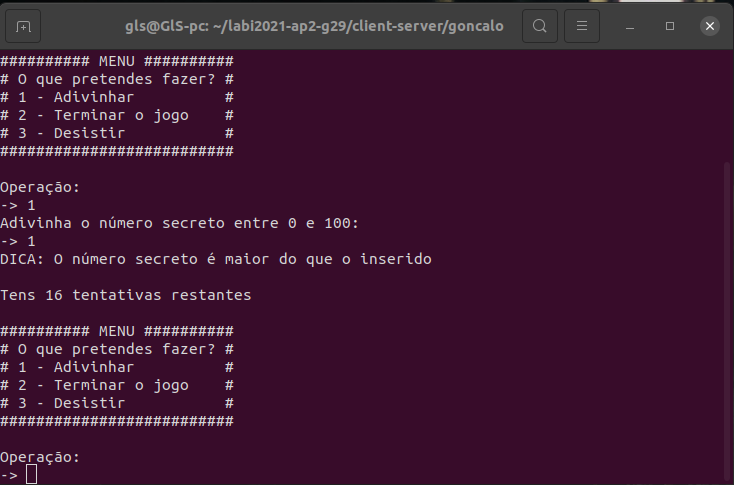 gls@GlS-pc: ~/labi2021-ap2-g29/client-server/goncalo
########## MENU ##########
# O que pretendes fazer? #
# 1 - Adivinhar          #
# 2 - Terminar o jogo    #
# 3 - Desistir           #
##########################
Operação:
-> 1
Adivinha o número secreto entre 0 e 100:
-> 1
DICA: O número secreto é maior do que o inserido
Tens 16 tentativas restantes
########## MENU ##########
# O que pretendes fazer? #
# 1 - Adivinhar          #
# 2 - Terminar o jogo    #
# 3 - Desistir           #
##########################
Operação:
->